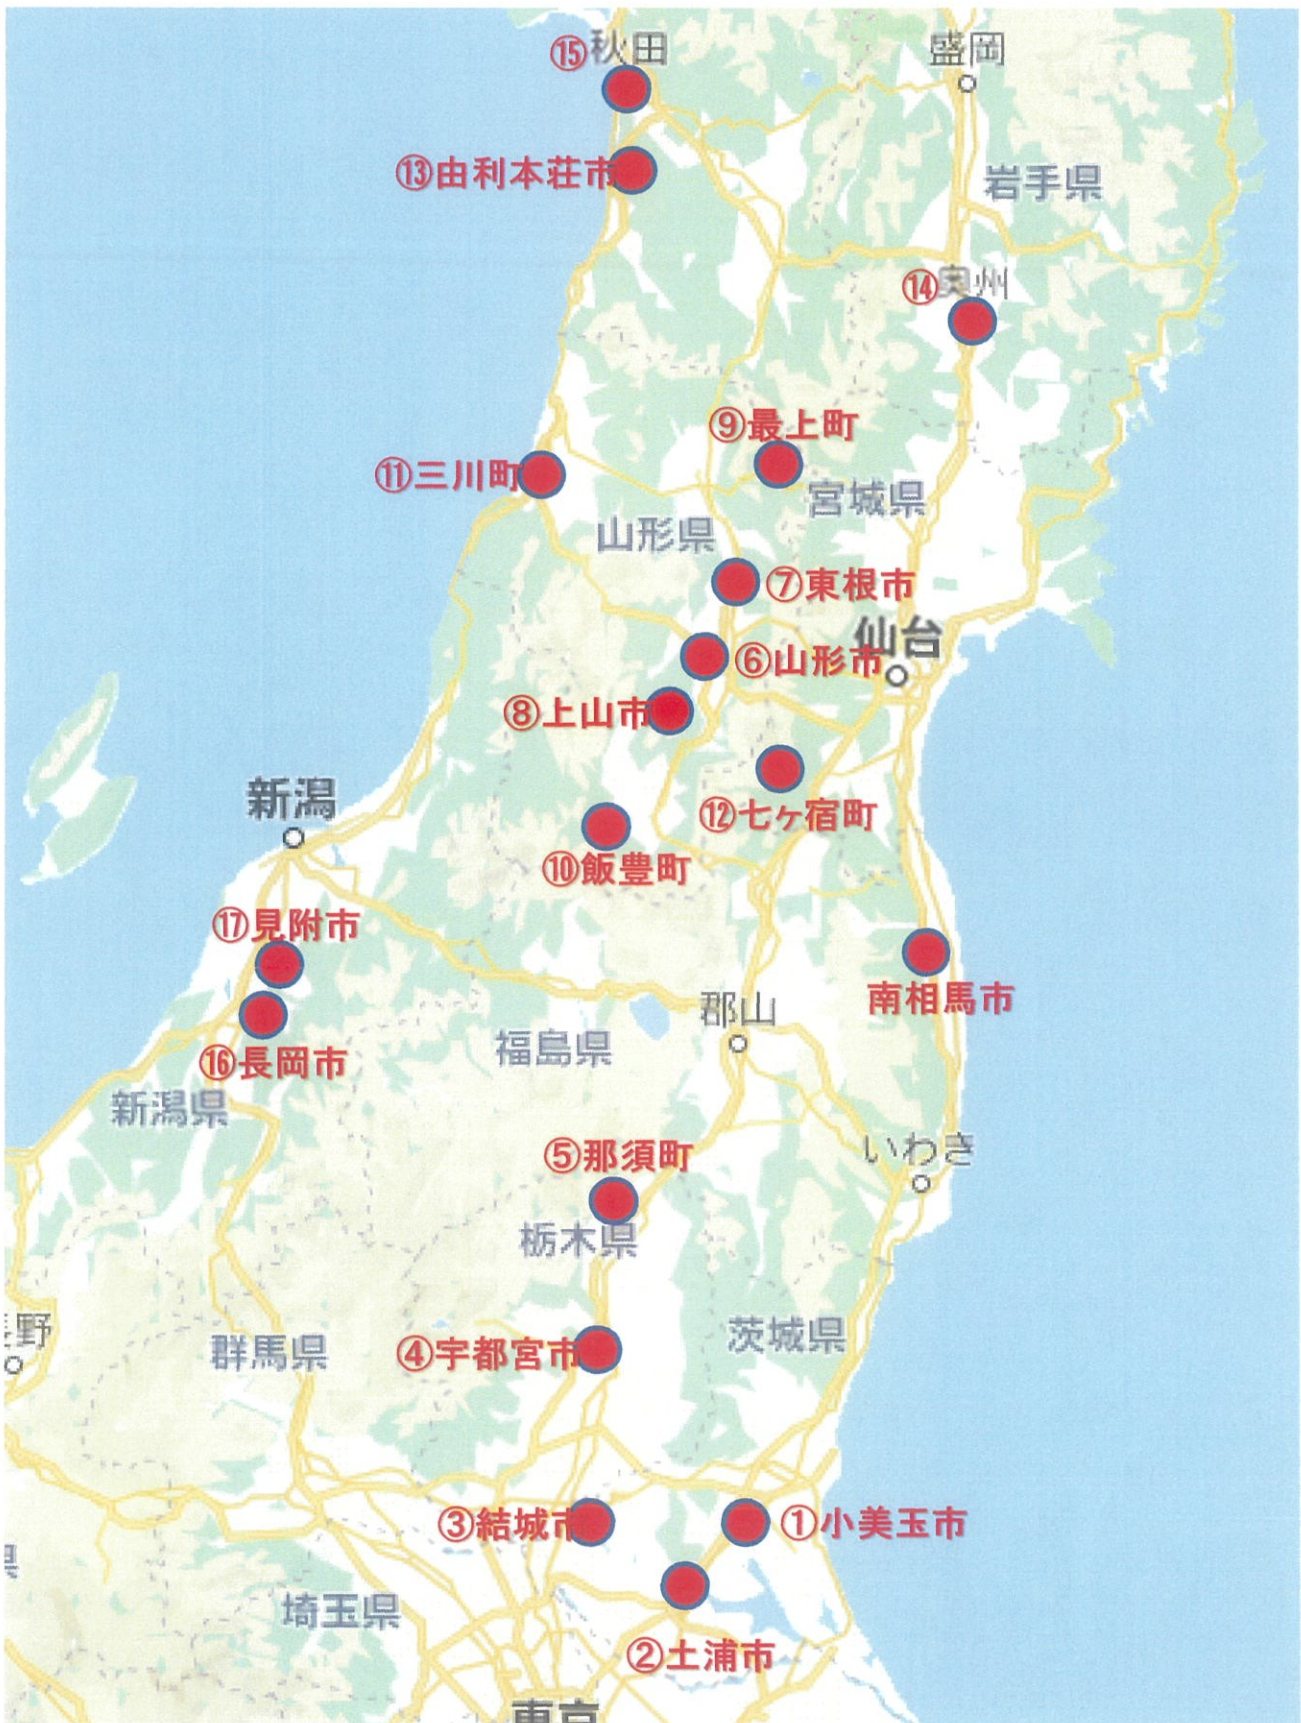 ⑮秋田
盛岡
⑬由利本荘市
岩手県
⑭奥州
⑨最上町
⑪三川町
宮城県
山形県
⑦東根市
仙台
⑥山形市
⑧上山市
新潟
⑫七ヶ宿町
⑩飯豊町
⑰見附市
南相馬市
郡山
福島県
⑯長岡市
新潟県
いわき
⑤那須町
栃木県
茨城県
野
群馬県
④宇都宮市
③結城市
①小美玉市
県
埼玉県
②土浦市
東京